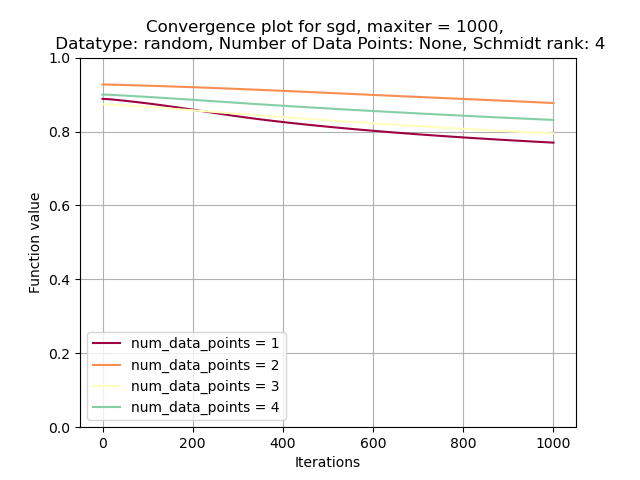 Convergence plot for sgd, maxiter = 1000,
Datatype: random, Number of Data Points: None, Schmidt rank: 4
1.0
0.8
0.6
0.4
0.2
0.0
Function value
num_data_points = 1
num_data_points = 2
num_data_points = 3
num_data_points = 4
0 200 400 600 800 1000
Iterations